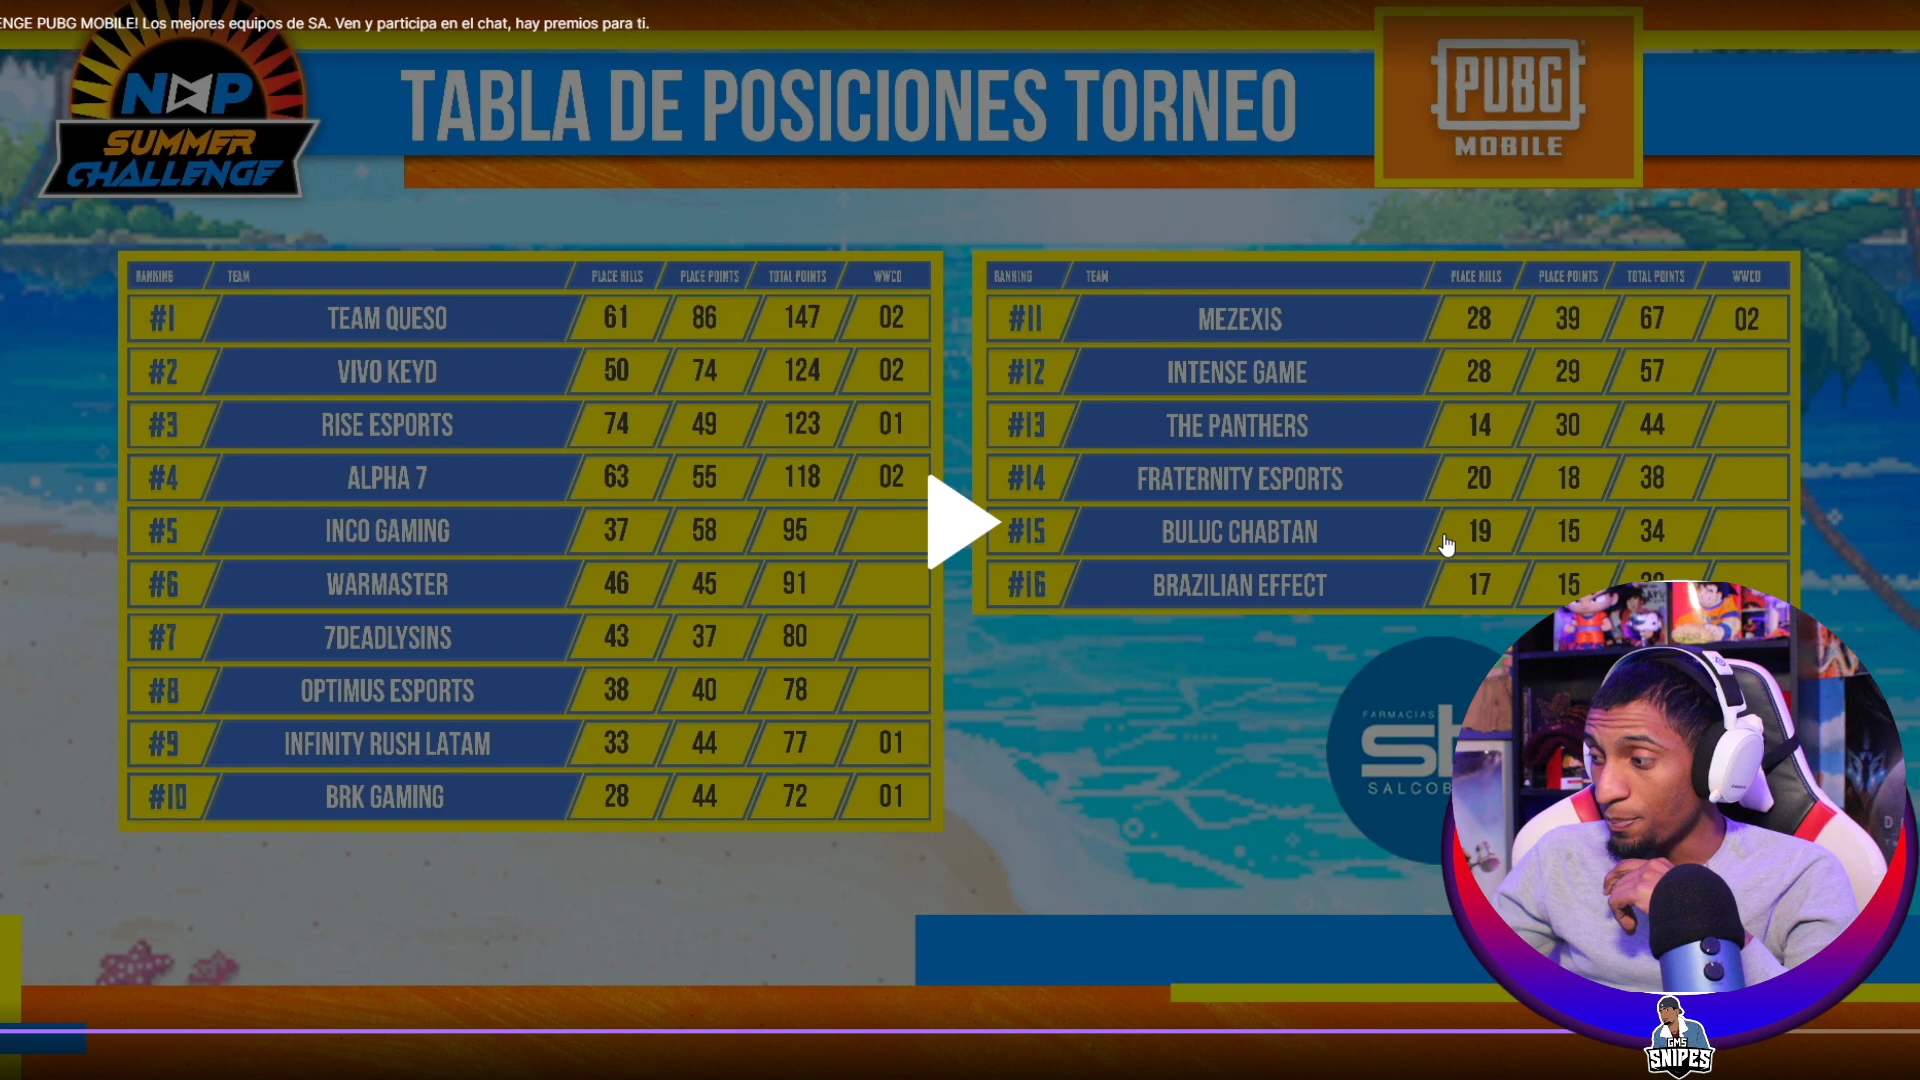 ENGE PUBG MOBILE! Los mejores equipos de SA. Ven y participa en el chat, hay premios para ti.
NXP
SUMMER
CHALLENGE
TABLA DE POSICIONES TORNEO
PUBG
MOBILE
RANKING TEAM PLACE KILLS PLACE POINTS TOTAL POINTS WWCD
#1 TEAM QUESO 61 86 147 02
#2 VIVO KEYD 50 74 124 02
#3 RISE ESPORTS 74 49 123 01
#4 ALPHA 7 63 55 118 02
#5 INCO GAMING 37 58 95
#6 WARMASTER 46 45 91
#7 7DEADLYSINS 43 37 80
#8 OPTIMUS ESPORTS 38 40 78
#9 INFINITY RUSH LATAM 33 44 77 01
#10 BRK GAMING 28 44 72 01
RANKING TEAM PLACE KILLS PLACE POINTS TOTAL POINTS WWCD
#11 MEZEXIS 28 39 67 02
#12 INTENSE GAME 28 29 57
#13 THE PANTHERS 14 30 44
#14 FRATERNITY ESPORTS 20 18 38
#15 BULUC CHABTAN 19 15 34
#16 BRAZILIAN EFFECT 17 15
FARMACIAS
SALCOB
GMS
SNIPES